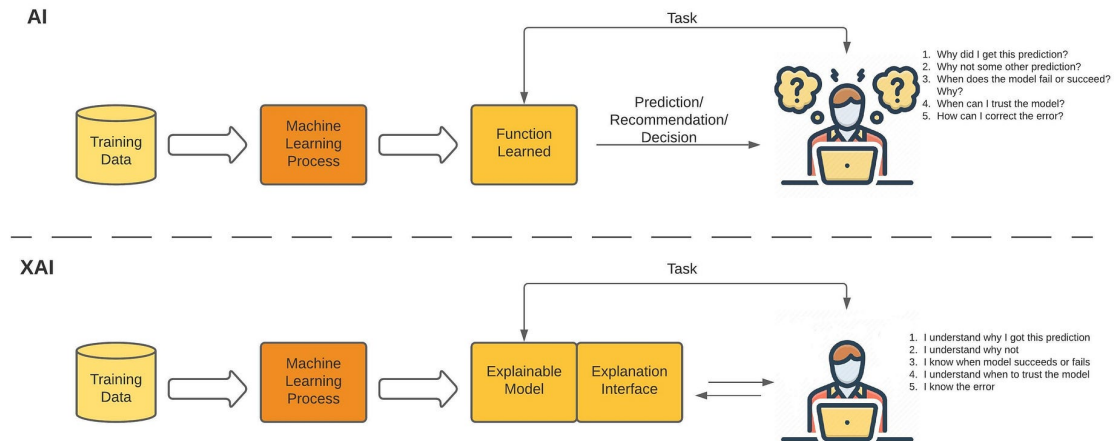 AI
Task
1. Why did I get this prediction?
2. Why not some other prediction?
3. When does the model fail or succeed?
Why?
4. When can I trust the model?
5. How can I correct the error?
Training
Data
Machine
Learning
Process
Function
Learned
Prediction/
Recommendation/
Decision
? ?
XAI
Task
Training
Data
Machine
Learning
Process
Explainable
Model
Explanation
Interface
1. I understand why I got this prediction
2. I understand why not
3. I know when model succeeds or fails
4. I understand when to trust the model
5. I know the error